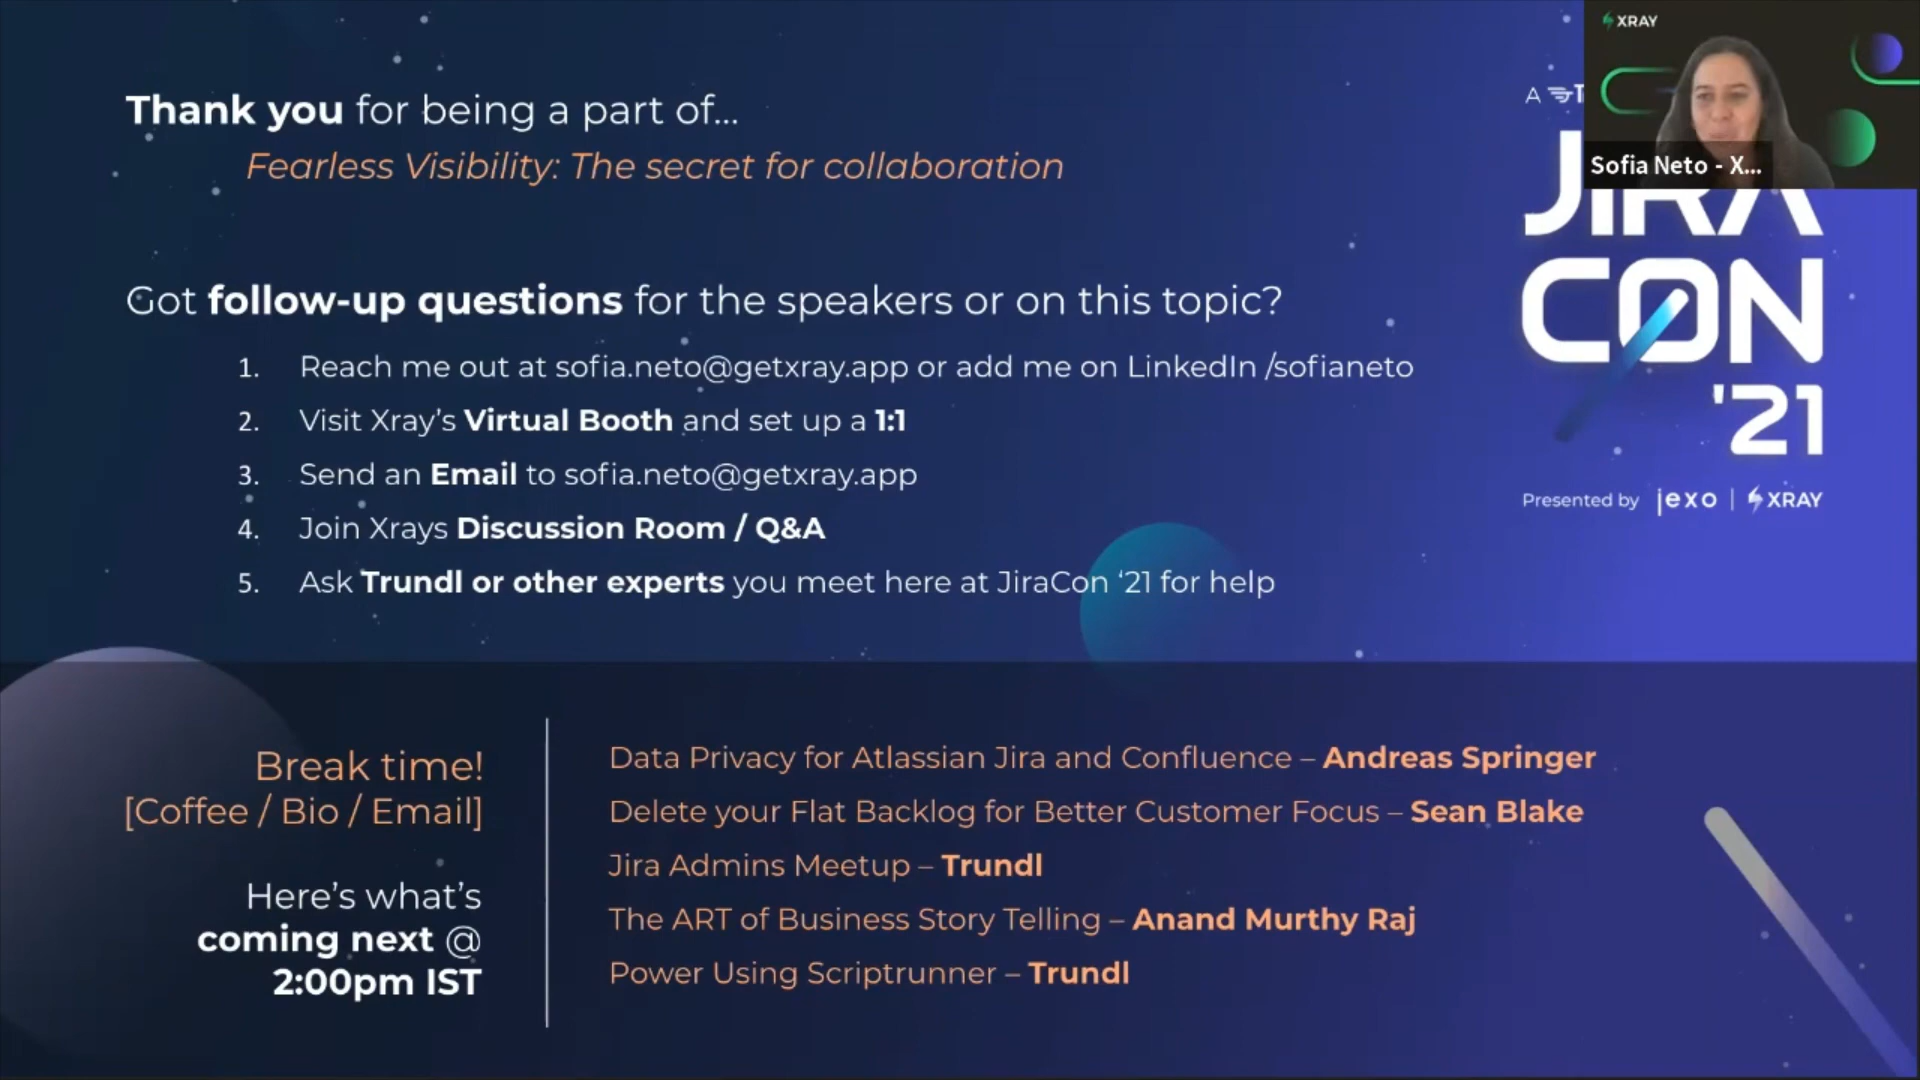 XRAY
Sofia Neto - X...
Thank you for being a part of...
Fearless Visibility: The secret for collaboration
Got follow-up questions for the speakers or on this topic?
1. Reach me out at sofia.neto@getxray.app or add me on LinkedIn /sofianeto
2. Visit Xray’s Virtual Booth and set up a 1:1
3. Send an Email to sofia.neto@getxray.app
4. Join Xrays Discussion Room / Q&A
5. Ask Trundl or other experts you meet here at JiraCon ‘21 for help
A
JIRA
CON
'21
Presented by jexo | XRAY
Break time!
[Coffee / Bio / Email]
Here’s what’s
coming next @
2:00pm IST
Data Privacy for Atlassian Jira and Confluence – Andreas Springer
Delete your Flat Backlog for Better Customer Focus – Sean Blake
Jira Admins Meetup – Trundl
The ART of Business Story Telling – Anand Murthy Raj
Power Using Scriptrunner – Trundl